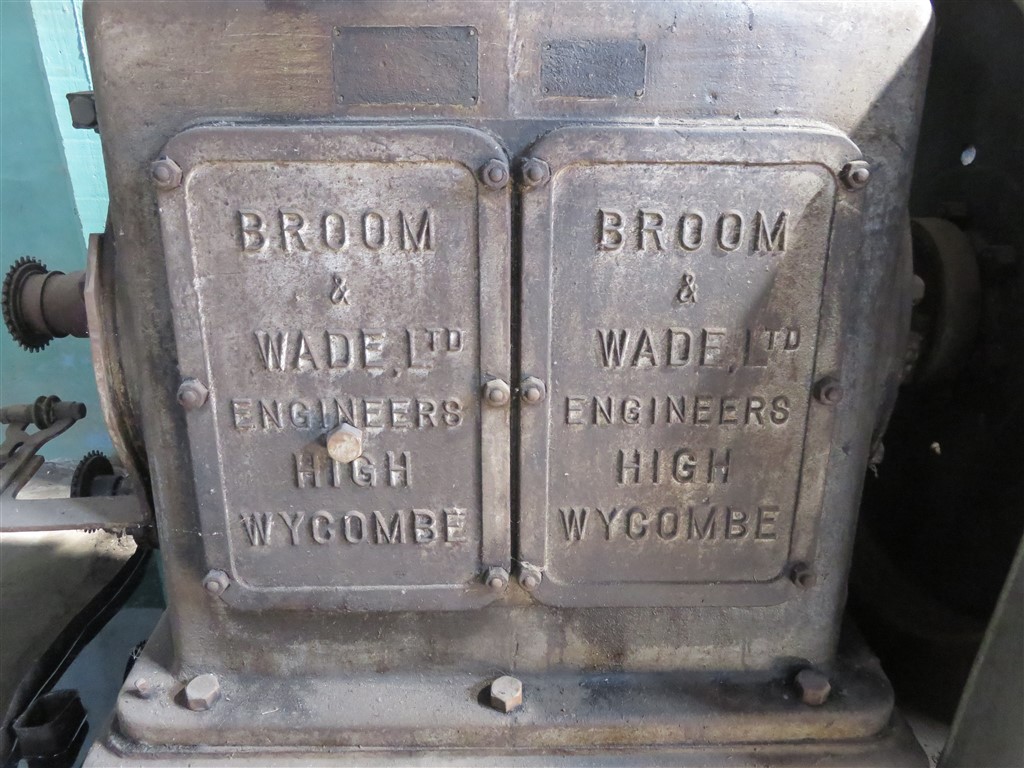 BROOM
&
WADE, LTD
ENGINEERS
HIGH
WYCOMBE
BROOM
&
WADE, LTD
ENGINEERS
HIGH
WYCOMBE